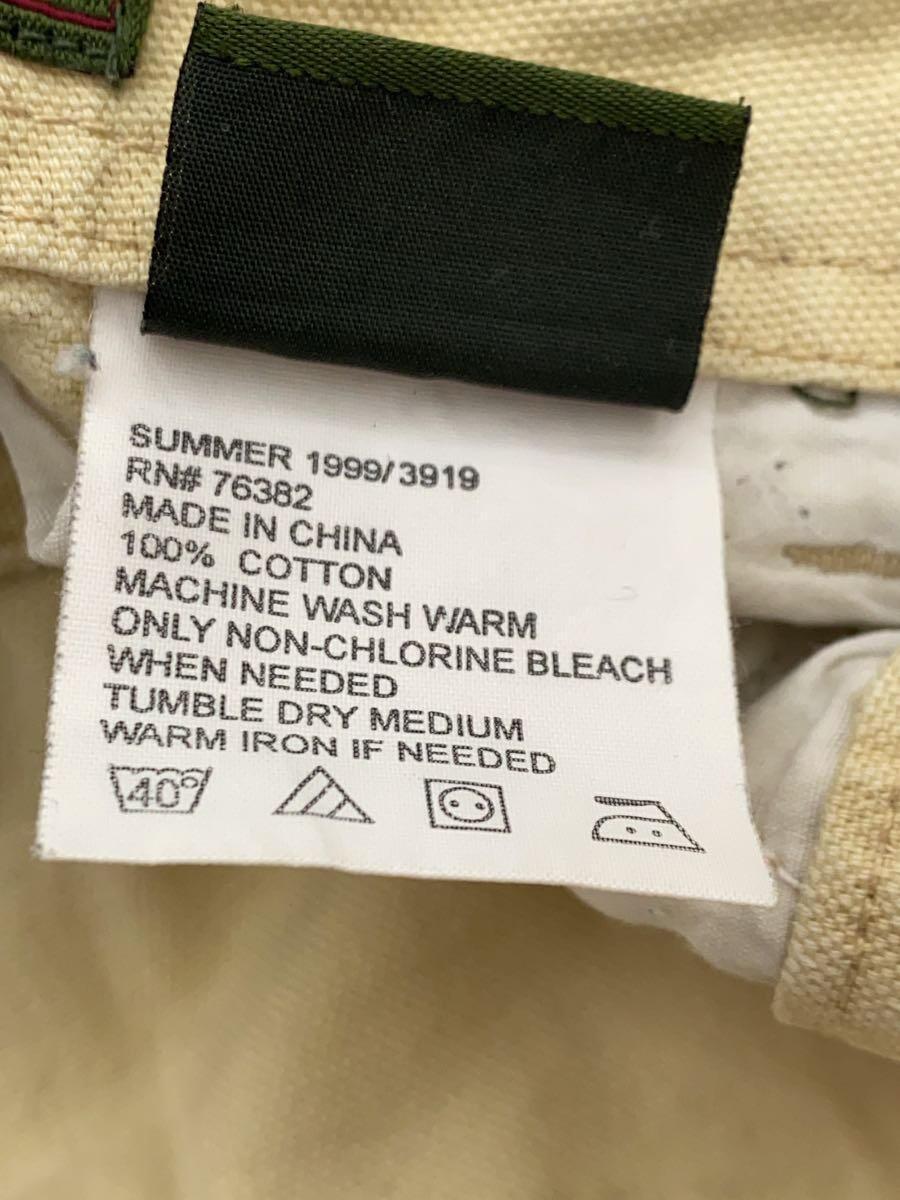 SUMMER 1999/3919
RN# 76382
MADE IN CHINA
100% COTTON
MACHINE WASH WARM
ONLY NON-CHLORINE BLEACH
WHEN NEEDED
TUMBLE DRY MEDIUM
WARM IRON IF NEEDED
40°